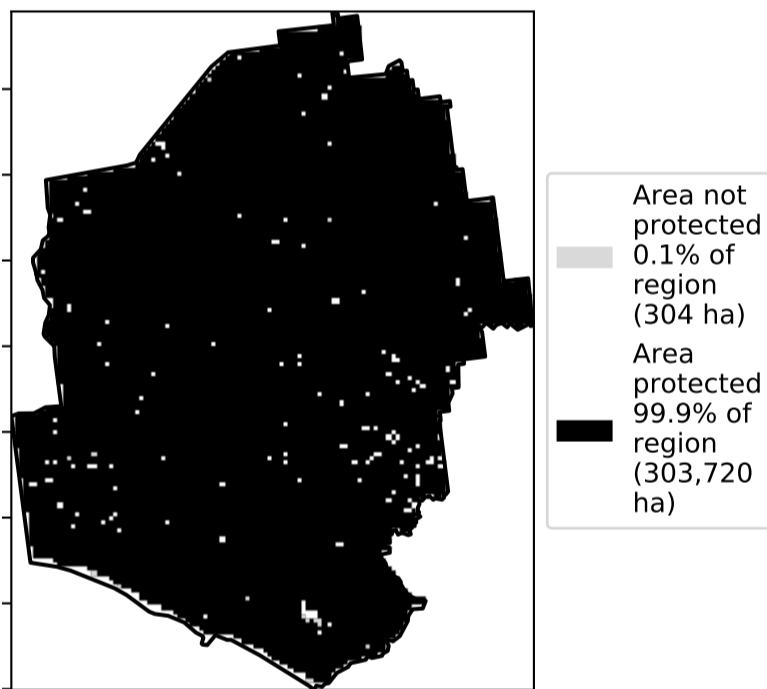 Area not
protected
0.1% of
region
(304 ha)
Area
protected
99.9% of
region
(303,720
ha)